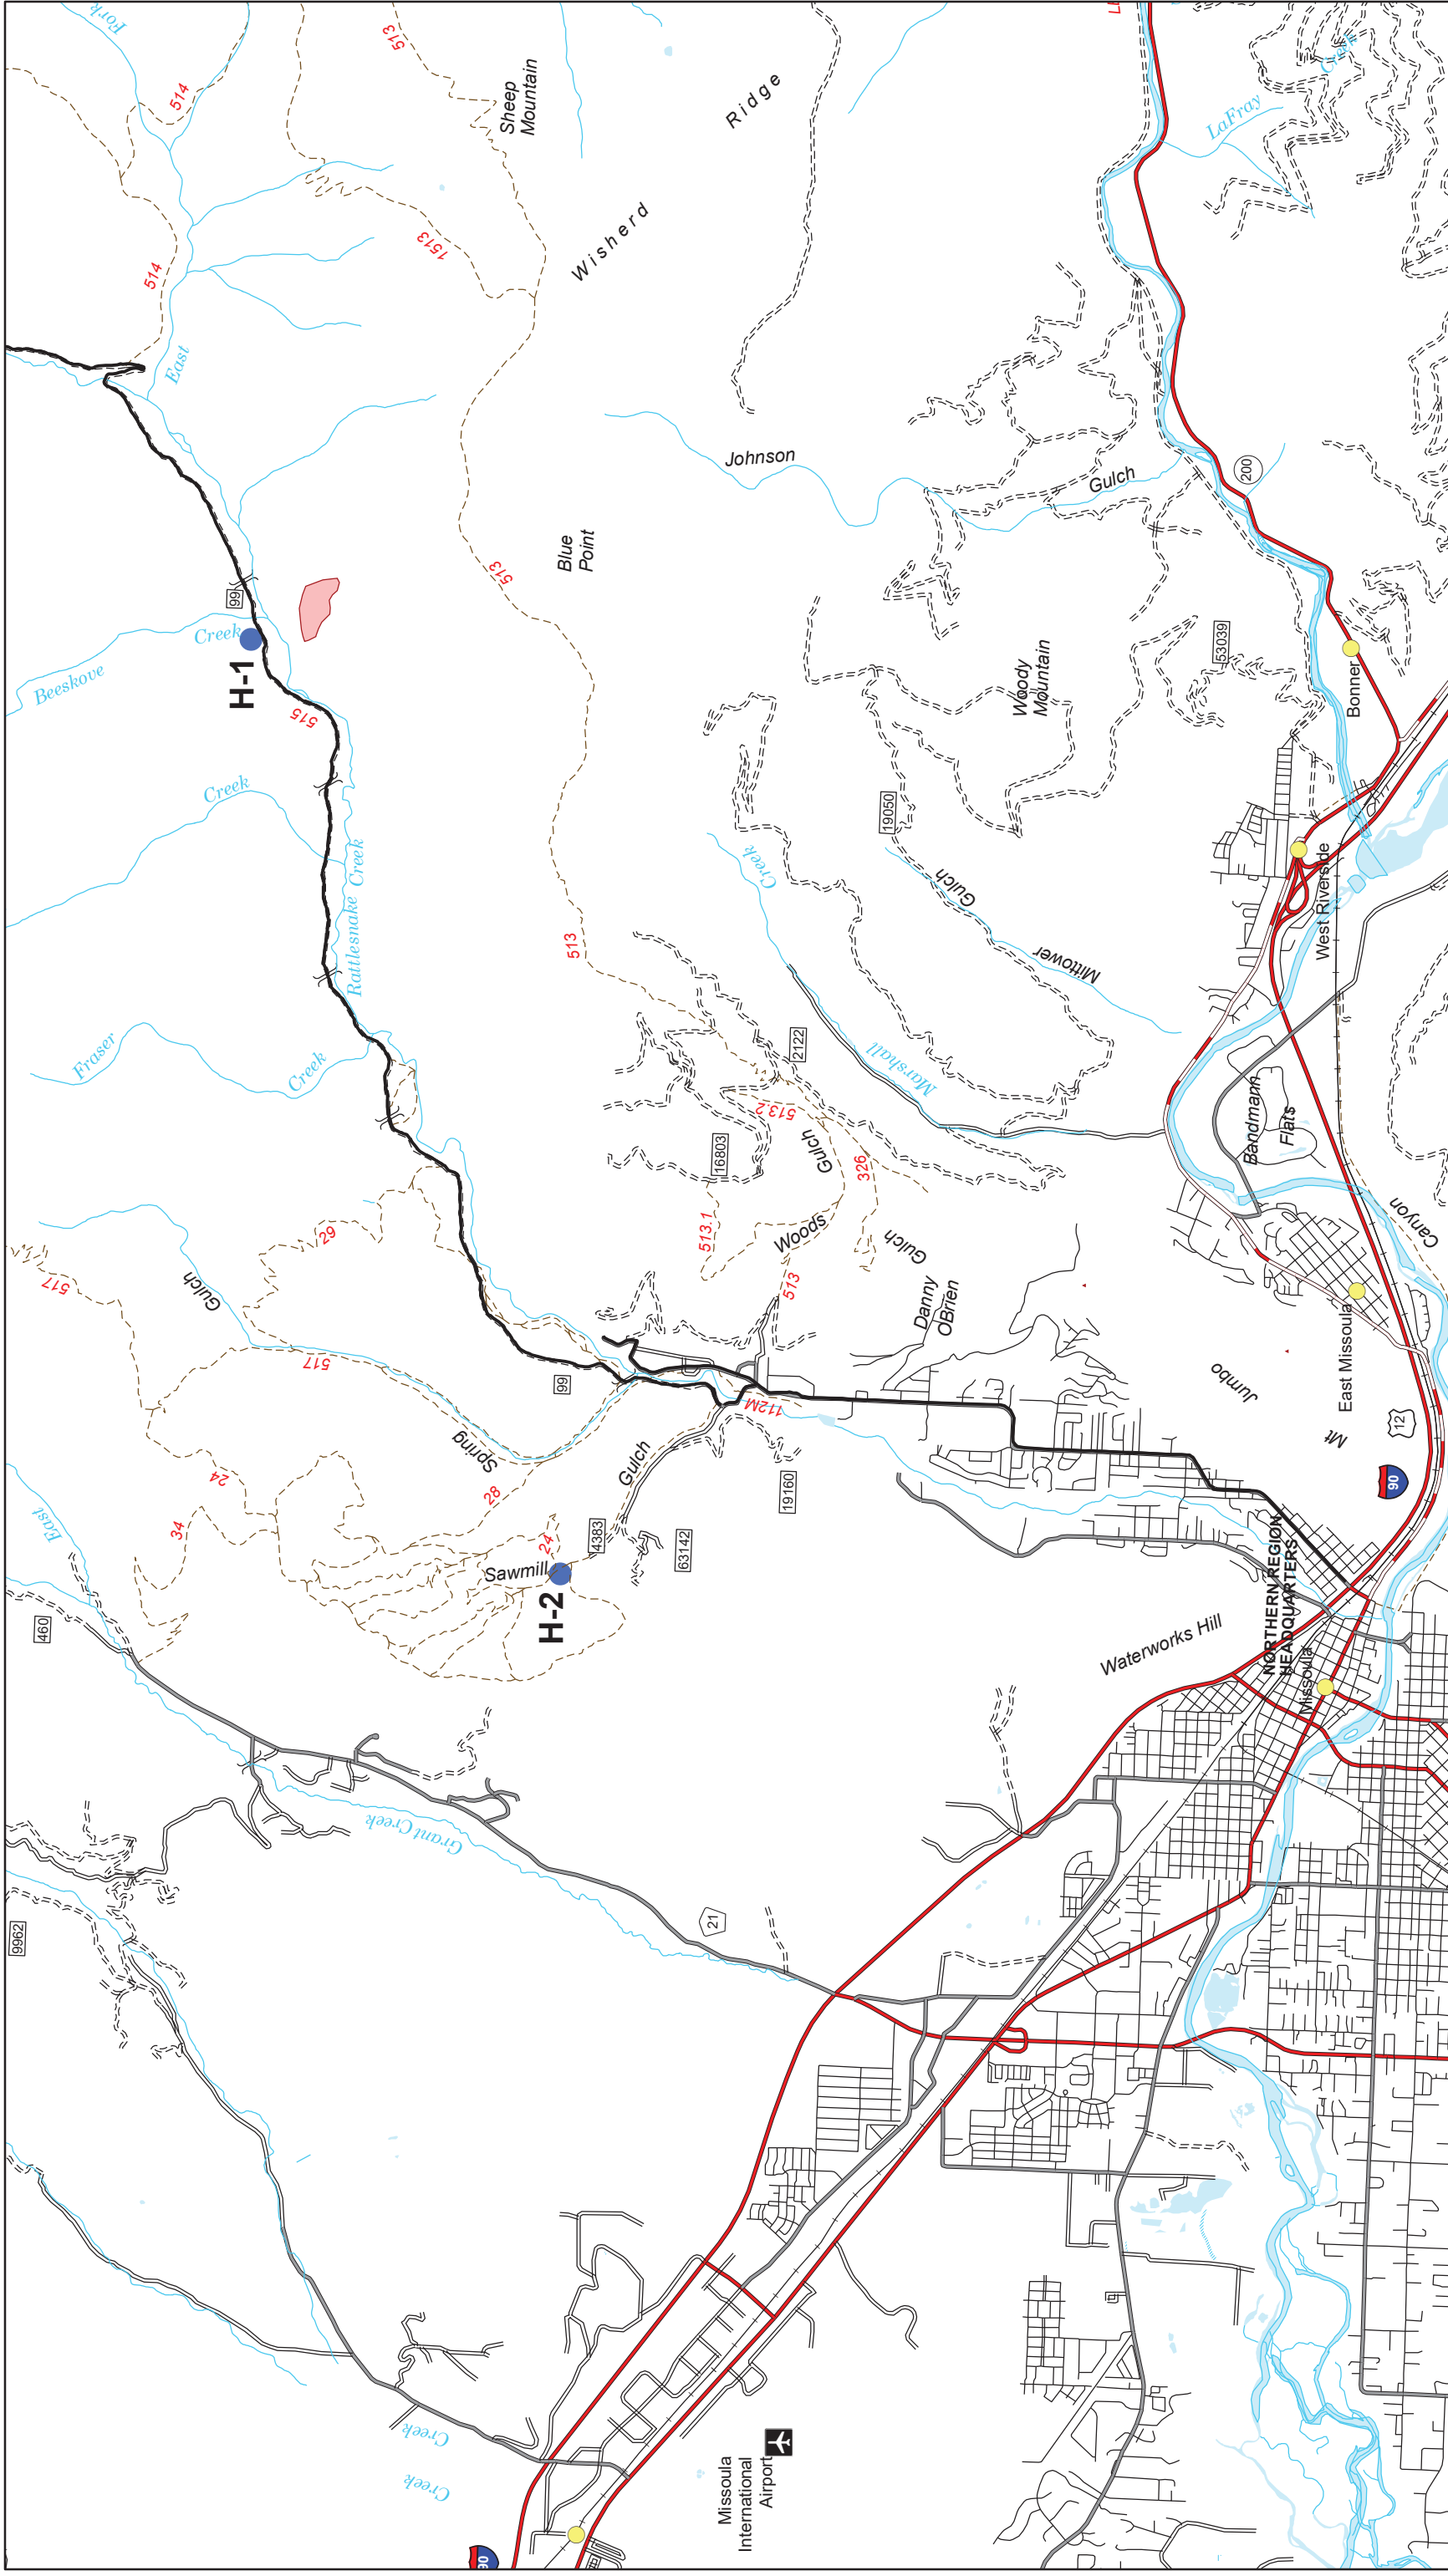 Fork
514
513
Sheep
Mountain
Ridge
Creek
LaFray
514
1513
Wisherd
East
Johnson
Gulch
200
99
Blue
Point
513
Creek
H-1
Beeskove
515
Woody
Mountain
53039
Bonner
Creek
19050
Creek
Gulch
West Riverside
Rattlesnake Creek
513
Mittower
Fraser
Creek
2122
Marshall
513.2
Gulch
16803
326
Bandmann
Flats
Canyon
29
517
Gulch
513.1
Woods
Gulch
513
Danny
OBrien
517
99
112M
Jumbo
Mt
East Missoula
12
90
Spring
Gulch
24
28
19160
East
34
24
4383
63142
Sawmill
H-2
460
Waterworks Hill
NORTHERN REGION
HEADQUARTERS
Missoula
Grant Creek
21
9962
Creek
Creek
Missoula
International
Airport
90